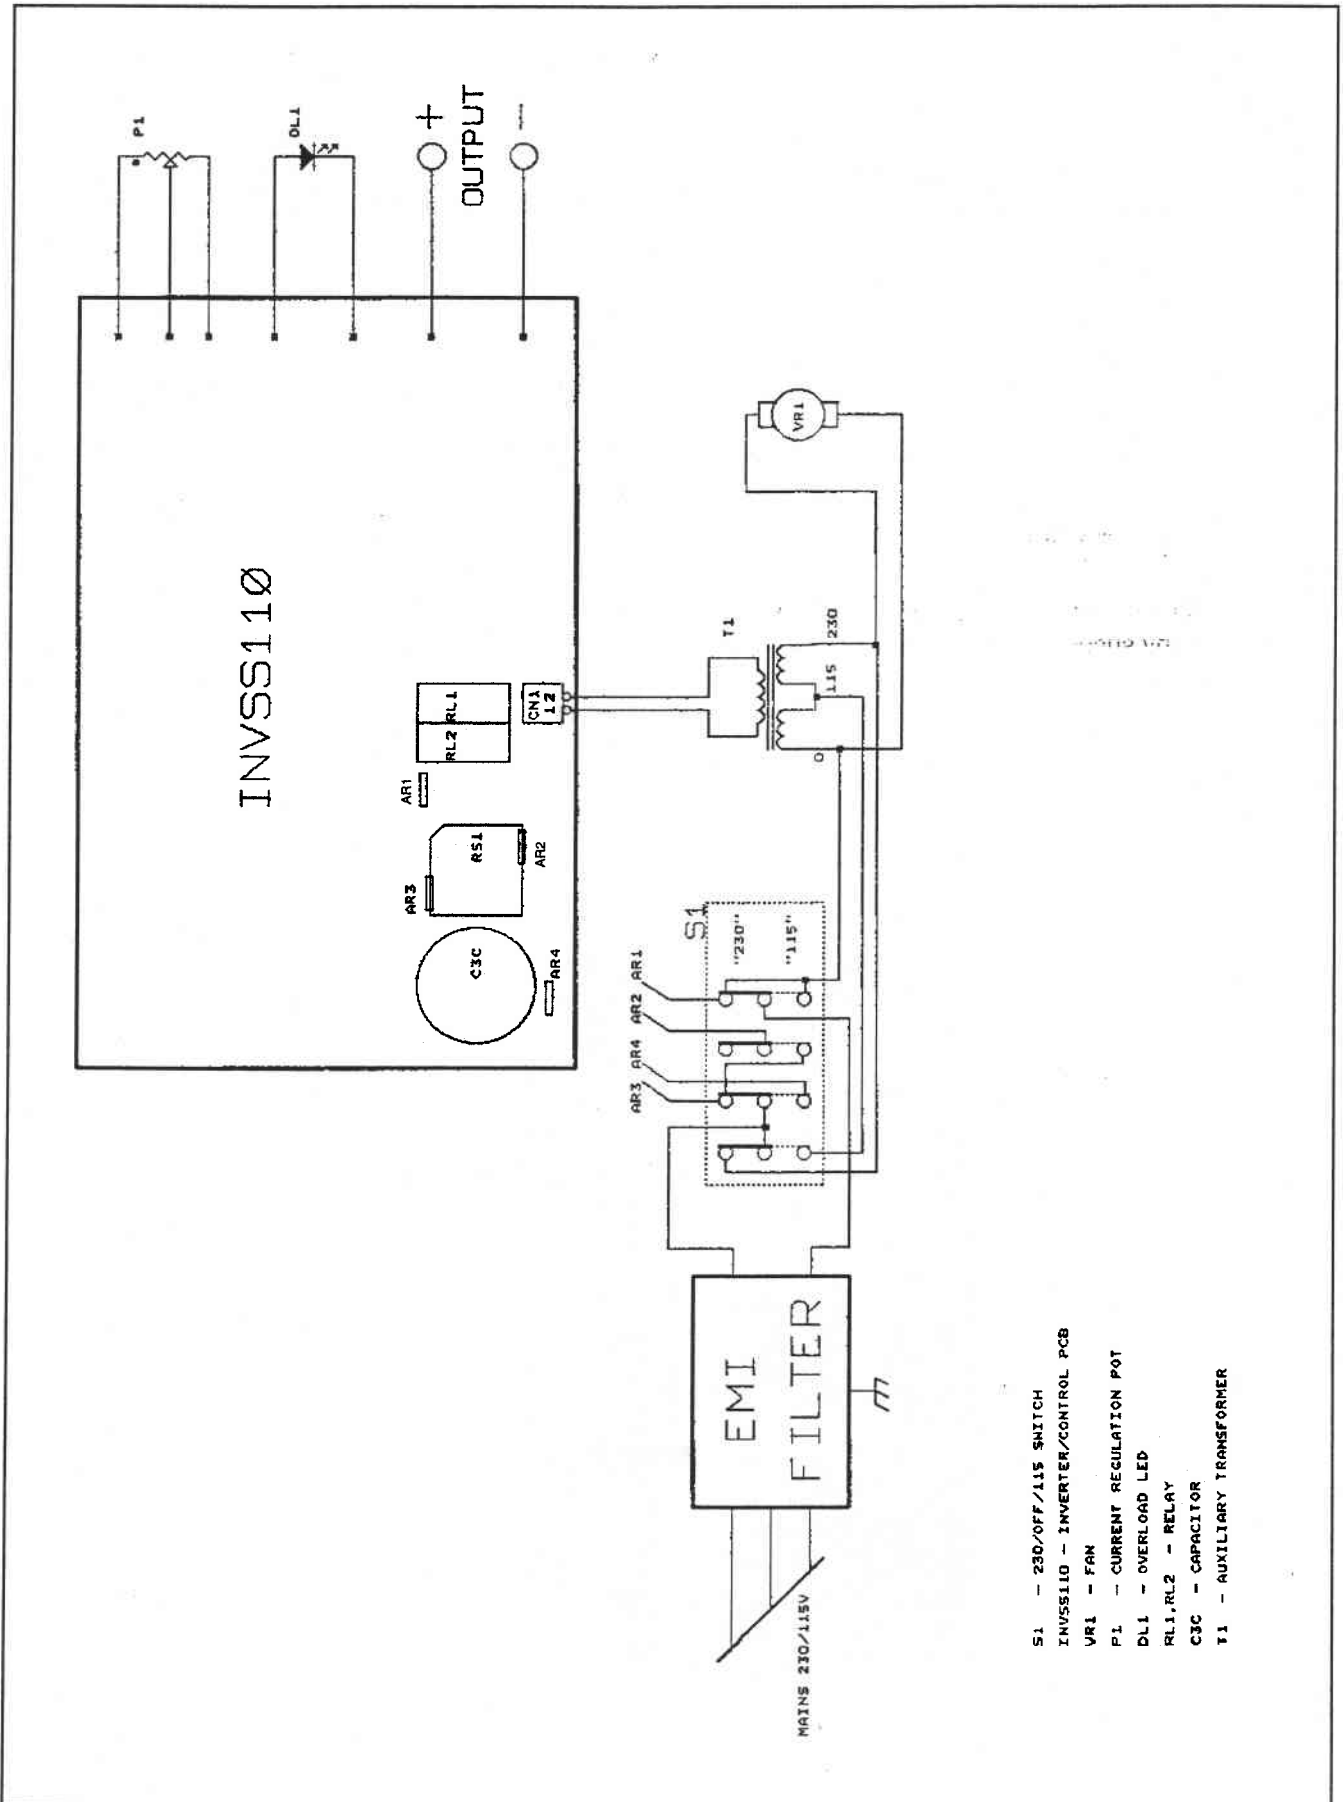 P1
DL1
+
OUTPUT
−
INVSS110
RL2 RL1
CN1
1 2
AR1
RS1
AR2
AR3
C3C
AR4
T1
VR1
230
115
0
S1
"230"
"115"
AR3 AR4 AR2 AR1
EMI
FILTER
MAINS 230/115V
S1 - 230/OFF/115 SWITCH
INVSS110 - INVERTER/CONTROL PCB
VR1 - FAN
P1 - CURRENT REGULATION POT
DL1 - OVERLOAD LED
RL1,RL2 - RELAY
C3C - CAPACITOR
T1 - AUXILIARY TRANSFORMER